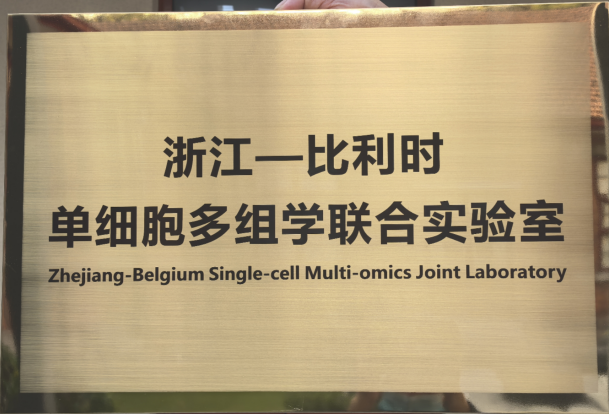 浙江—比利时
单细胞多组学联合实验室
Zhejiang-Belgium Single-cell Multi-omics Joint Laboratory